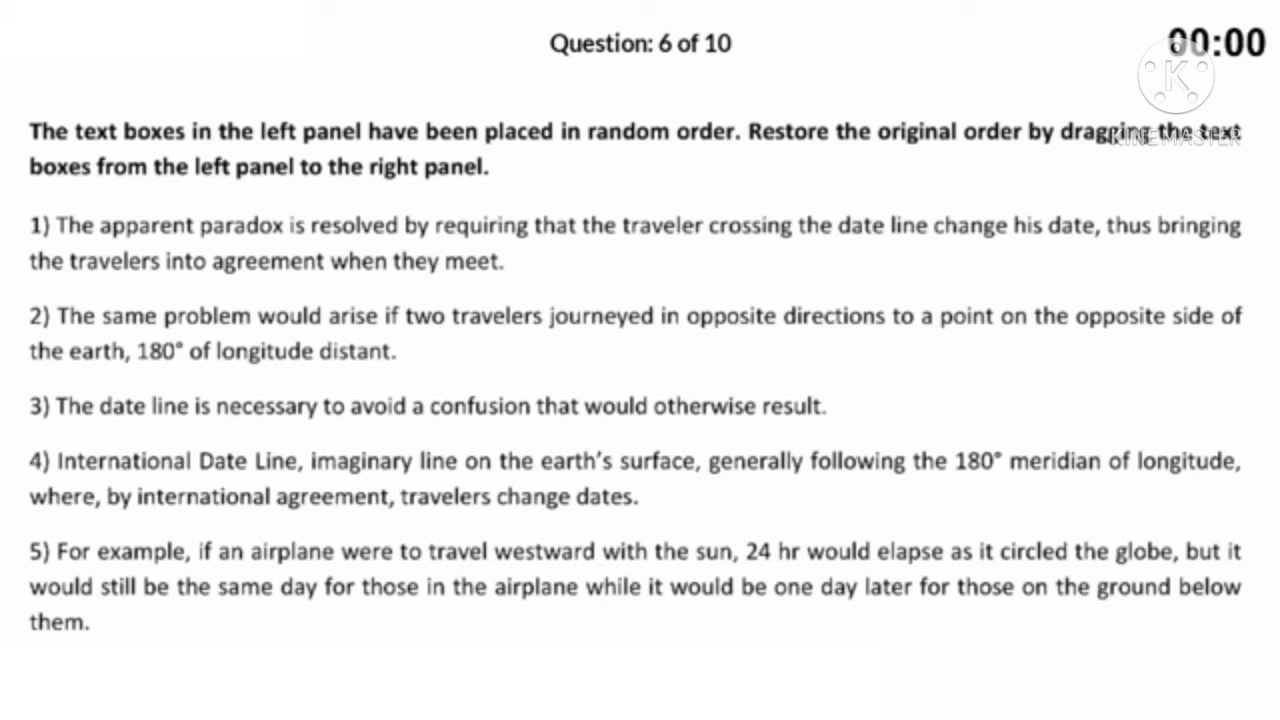 Question: 6 of 10
00:00
K
KINEMASTER
The text boxes in the left panel have been placed in random order. Restore the original order by dragging the text
boxes from the left panel to the right panel.
1) The apparent paradox is resolved by requiring that the traveler crossing the date line change his date, thus bringing
the travelers into agreement when they meet.
2) The same problem would arise if two travelers journeyed in opposite directions to a point on the opposite side of
the earth, 180° of longitude distant.
3) The date line is necessary to avoid a confusion that would otherwise result.
4) International Date Line, imaginary line on the earth’s surface, generally following the 180° meridian of longitude,
where, by international agreement, travelers change dates.
5) For example, if an airplane were to travel westward with the sun, 24 hr would elapse as it circled the globe, but it
would still be the same day for those in the airplane while it would be one day later for those on the ground below
them.